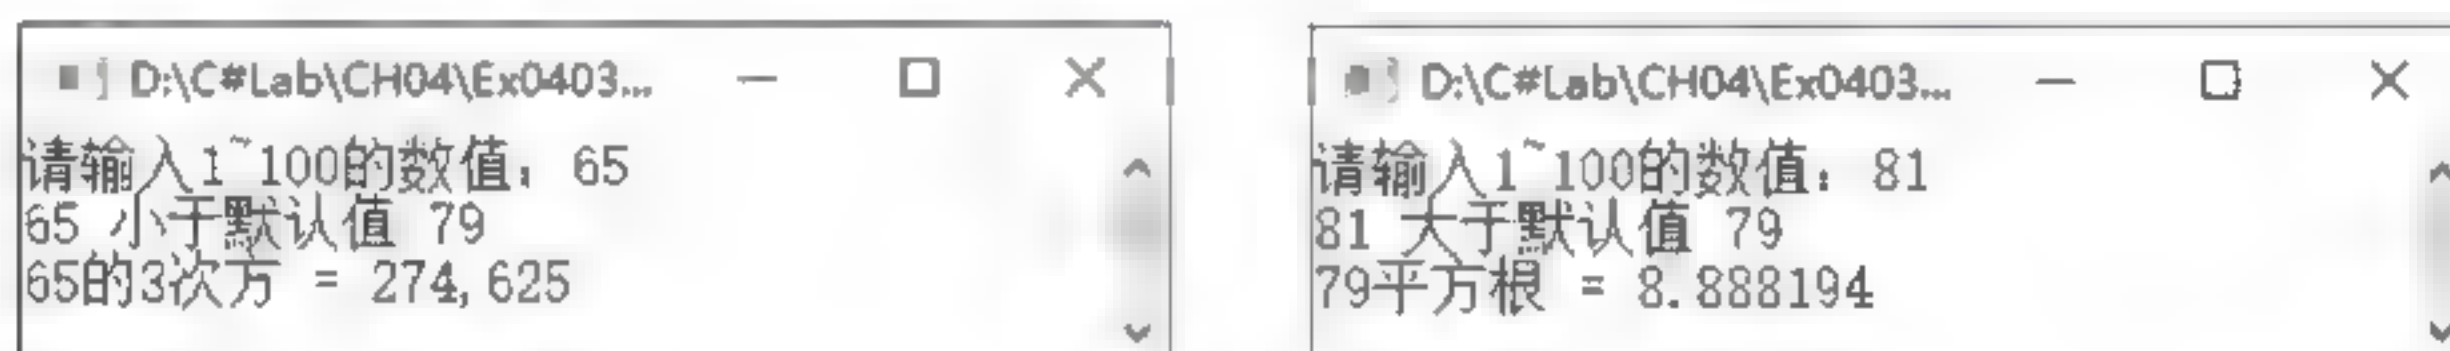 D:\C#Lab\CH04\Ex0403...
请输入1~100的数值：65
65 小于默认值 79
65的3次方 = 274,625
D:\C#Lab\CH04\Ex0403...
请输入1~100的数值：81
81 大于默认值 79
79平方根 = 8.888194